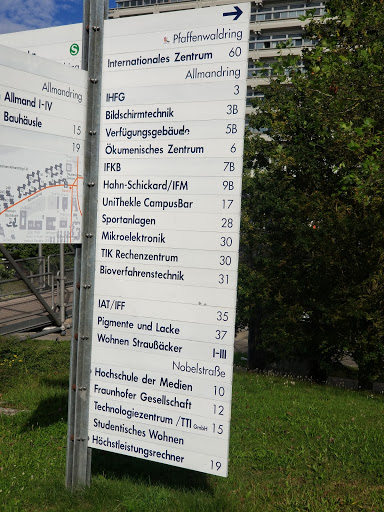 S
Allmandring
Allmand I-IV
15
Bauhäusle
19
Pfaffenwaldring
Internationales Zentrum 60
Allmandring
IHFG 3
Bildschirmtechnik 3B
Verfügungsgebäude 5B
Ökumenisches Zentrum 6
IFKB 7B
Hahn-Schickard/IFM 9B
UniThekle CampusBar 17
Sportanlagen 28
Mikroelektronik 30
TIK Rechenzentrum 30
Bioverfahrenstechnik 31
IAT/IFF 35
Pigmente und Lacke 37
Wohnen Straußäcker I-III
Nobelstraße
Hochschule der Medien 10
Fraunhofer Gesellschaft 12
Technologiezentrum /TTI GmbH 15
Studentisches Wohnen
Höchstleistungsrechner 19